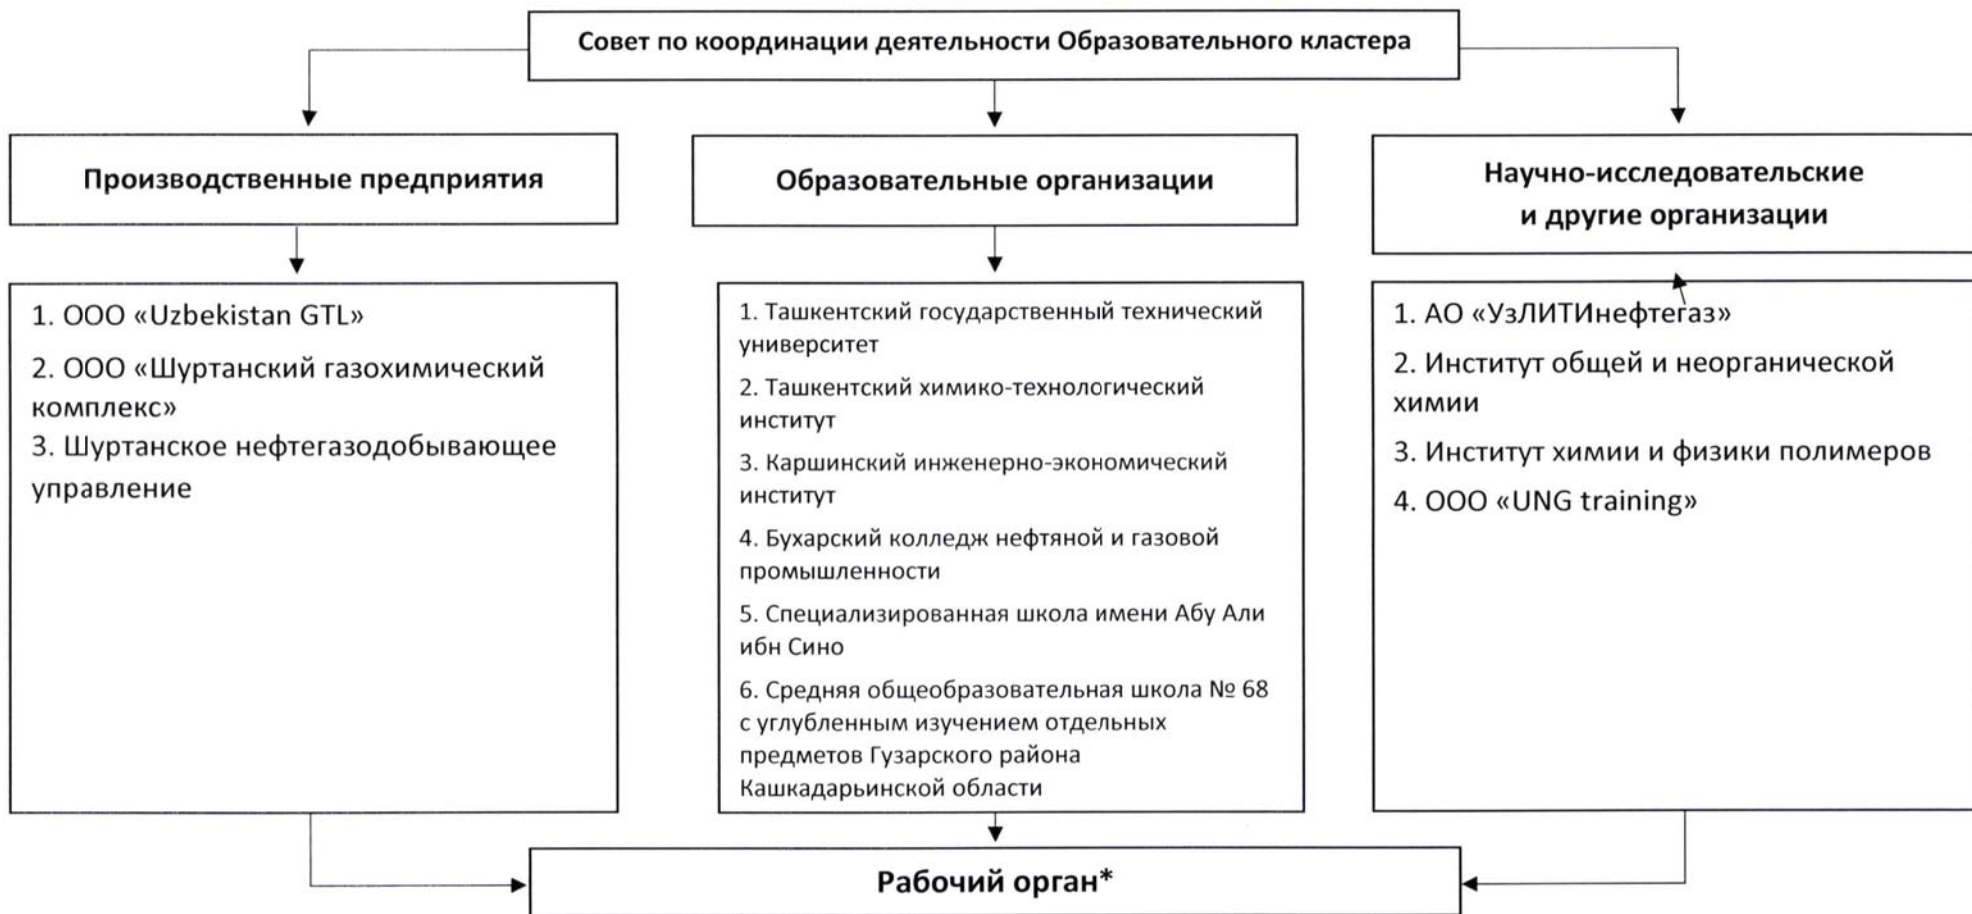 Совет по координации деятельности Образовательного кластера
Производственные предприятия
Образовательные организации
Научно-исследовательские
и другие организации
1. ООО «Uzbekistan GTL»
2. ООО «Шуртанский газохимический
комплекс»
3. Шуртанское нефтегазодобывающее
управление
1. Ташкентский государственный технический
университет
2. Ташкентский химико-технологический
институт
3. Каршинский инженерно-экономический
институт
4. Бухарский колледж нефтяной и газовой
промышленности
5. Специализированная школа имени Абу Али
ибн Сино
6. Средняя общеобразовательная школа № 68
с углубленным изучением отдельных
предметов Гузарского района
Кашкадарьинской области
1. АО «УзЛИТИнефтегаз»
2. Институт общей и неорганической
химии
3. Институт химии и физики полимеров
4. ООО «UNG training»
Рабочий орган*